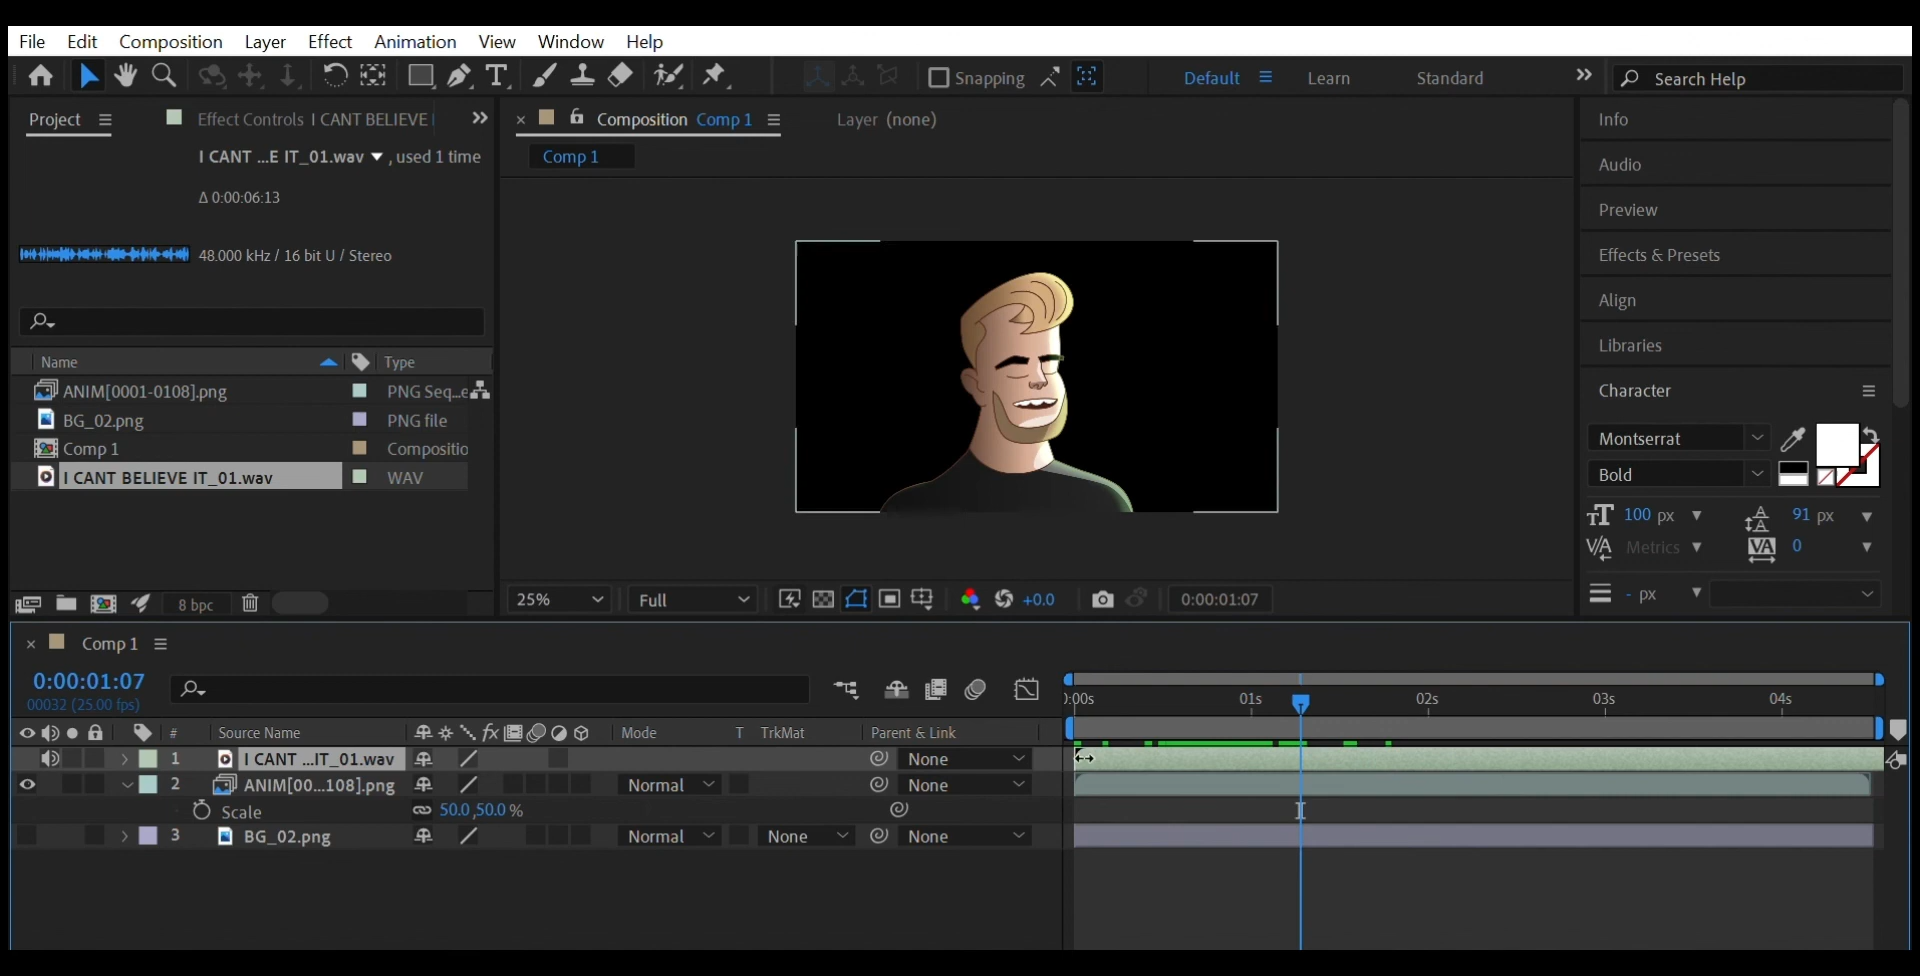 File Edit Composition Layer Effect Animation View Window Help
Snapping Default Learn Standard Search Help
Project Effect Controls I CANT BELIEVE
I CANT ...E IT_01.wav ▼ , used 1 time
Δ 0:00:06:13
48.000 kHz / 16 bit U / Stereo
Name Type
ANIM[0001-0108].png PNG Seq...e
BG_02.png PNG file
Comp 1 Compositio
I CANT BELIEVE IT_01.wav WAV
8 bpc
Composition Comp 1 Layer (none)
Comp 1
25% Full +0.0 0:00:01:07
Info
Audio
Preview
Effects & Presets
Align
Libraries
Character
Montserrat
Bold
100 px 91 px
Metrics 0
- px
Comp 1
0:00:01:07
00032 (25.00 fps)
):00s 01s 02s 03s 04s
# Source Name Mode T TrkMat Parent & Link
1 I CANT ...IT_01.wav None
2 ANIM[00...108].png Normal None
Scale 50.0,50.0 %
3 BG_02.png Normal None None